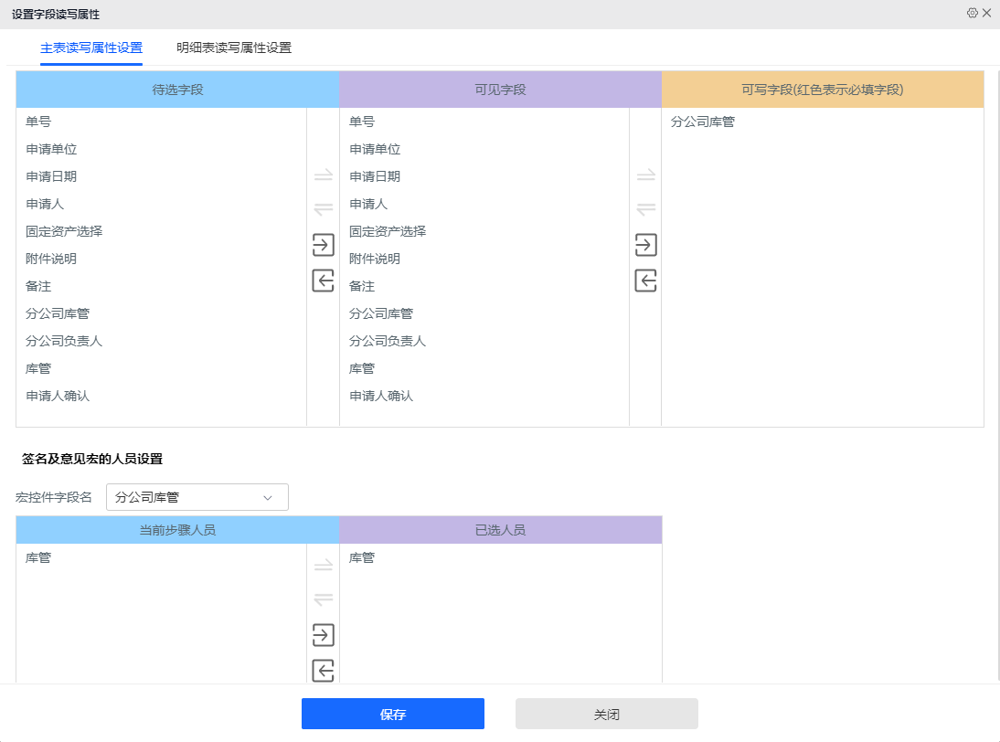 设置字段读写属性
主表读写属性设置 明细表读写属性设置
待选字段 可见字段 可写字段(红色表示必填字段)
单号 单号 分公司库管
申请单位 申请单位
申请日期 申请日期
申请人 申请人
固定资产选择 固定资产选择
附件说明 附件说明
备注 备注
分公司库管 分公司库管
分公司负责人 分公司负责人
库管 库管
申请人确认 申请人确认
签名及意见宏的人员设置
宏控件字段名 分公司库管
当前步骤人员 已选人员
库管 库管
保存 关闭